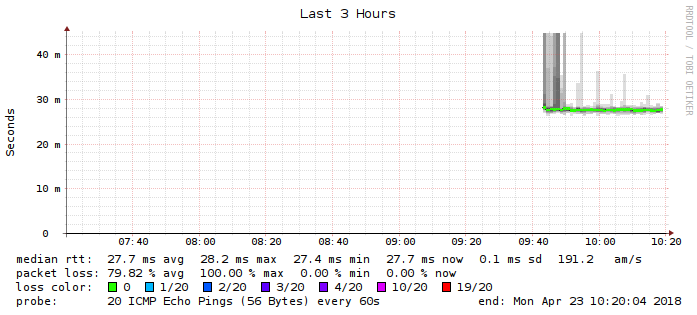 Last 3 Hours
RRDTOOL / TOBI OETIKER
Seconds
40 m
30 m
20 m
10 m
0
07:40 08:00 08:20 08:40 09:00 09:20 09:40 10:00 10:20
median rtt: 27.7 ms avg 28.2 ms max 27.4 ms min 27.7 ms now 0.1 ms sd 191.2 am/s
packet loss: 79.82 % avg 100.00 % max 0.00 % min 0.00 % now
loss color: 0 1/20 2/20 3/20 4/20 10/20 19/20
probe: 20 ICMP Echo Pings (56 Bytes) every 60s end: Mon Apr 23 10:20:04 2018